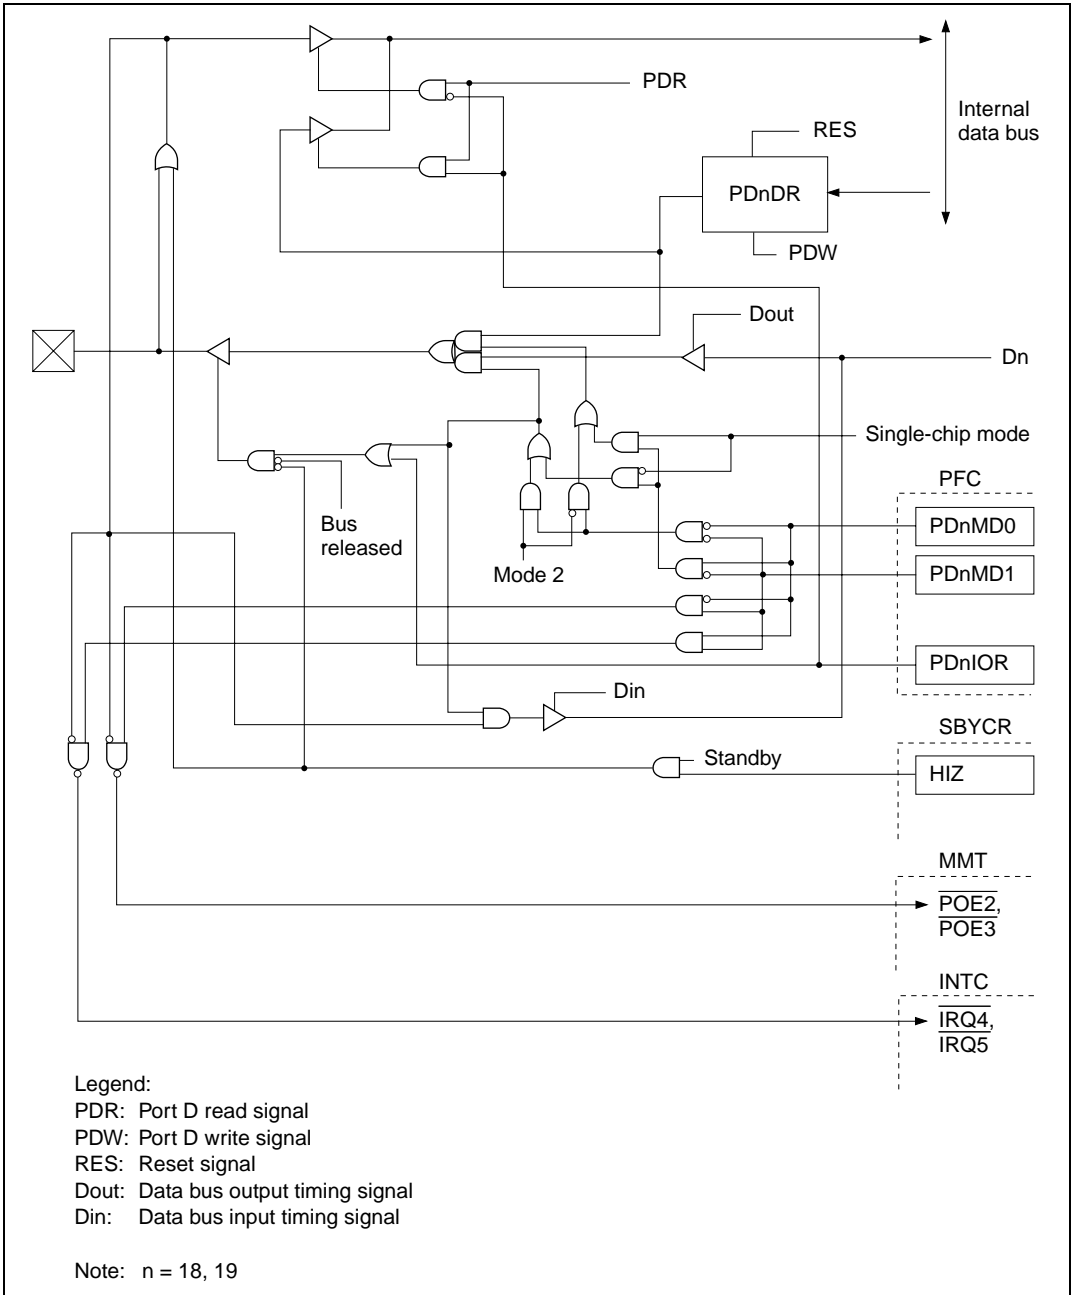 PDR
Internal
data bus
RES
PDnDR
PDW
Dout
Dn
Single-chip mode
PFC
Bus
released
Mode 2
PDnMD0
PDnMD1
PDnIOR
Din
SBYCR
Standby
HIZ
MMT
POE2,
POE3
INTC
IRQ4,
IRQ5
Legend:
PDR: Port D read signal
PDW: Port D write signal
RES: Reset signal
Dout: Data bus output timing signal
Din: Data bus input timing signal
Note: n = 18, 19